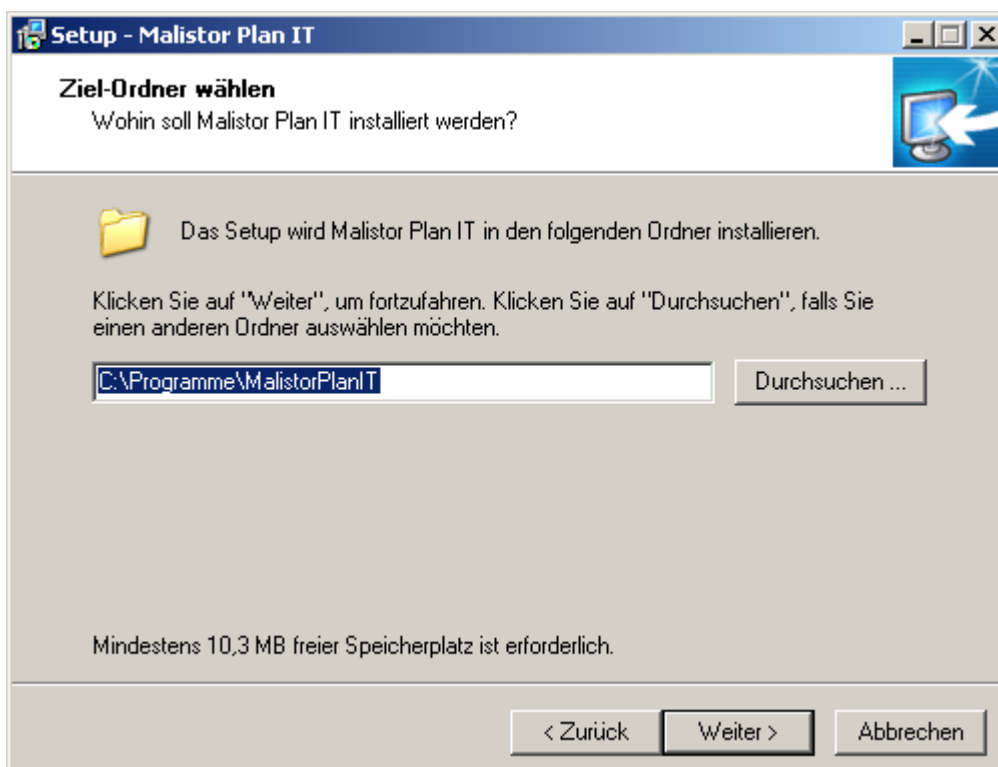 Setup - Malistor Plan IT
Ziel-Ordner wählen
Wohin soll Malistor Plan IT installiert werden?
Das Setup wird Malistor Plan IT in den folgenden Ordner installieren.
Klicken Sie auf "Weiter", um fortzufahren. Klicken Sie auf "Durchsuchen", falls Sie
einen anderen Ordner auswählen möchten.
C:\Programme\MalistorPlanIT
Durchsuchen ...
Mindestens 10,3 MB freier Speicherplatz ist erforderlich.
< Zurück
Weiter >
Abbrechen